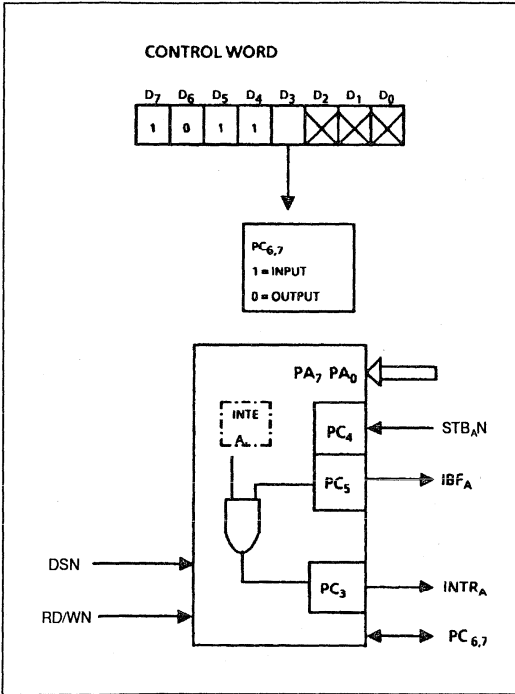 CONTROL WORD
D7 D6 D5 D4 D3 D2 D1 D0
1 0 1 1
PC6,7
1 = INPUT
0 = OUTPUT
PA7 PA0
INTE
A.
PC4
STBAN
PC5
IBFA
DSN
PC3
INTRA
RD/WN
PC6,7